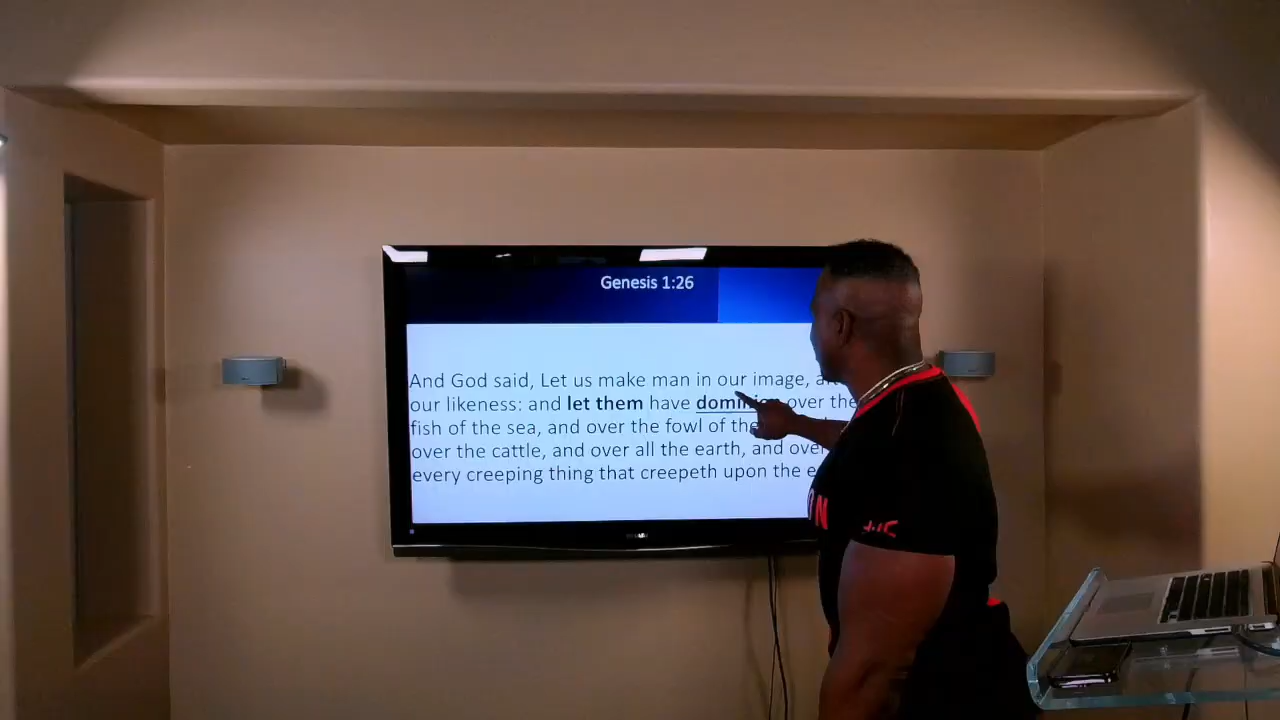 Genesis 1:26
And God said, Let us make man in our image,
our likeness: and let them have dominion over the
fish of the sea, and over the fowl of the
over the cattle, and over all the earth, and over
every creeping thing that creepeth upon the